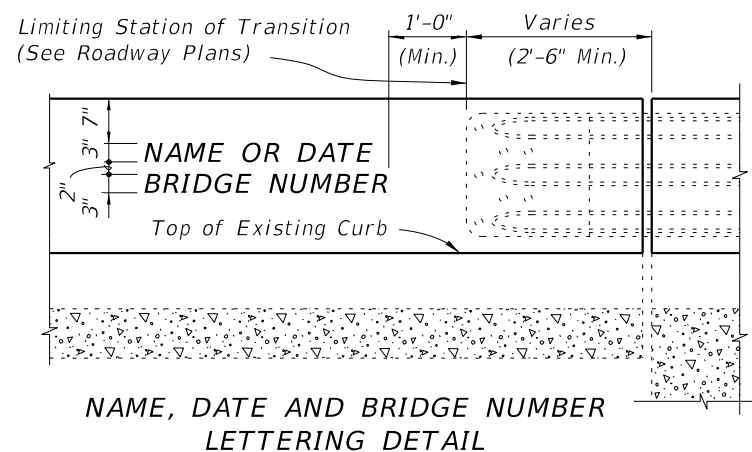 Limiting Station of Transition
(See Roadway Plans)
1'-0"
(Min.)
Varies
(2'-6" Min.)
7"
3"
2"
3"
NAME OR DATE
BRIDGE NUMBER
Top of Existing Curb
NAME, DATE AND BRIDGE NUMBER
LETTERING DETAIL